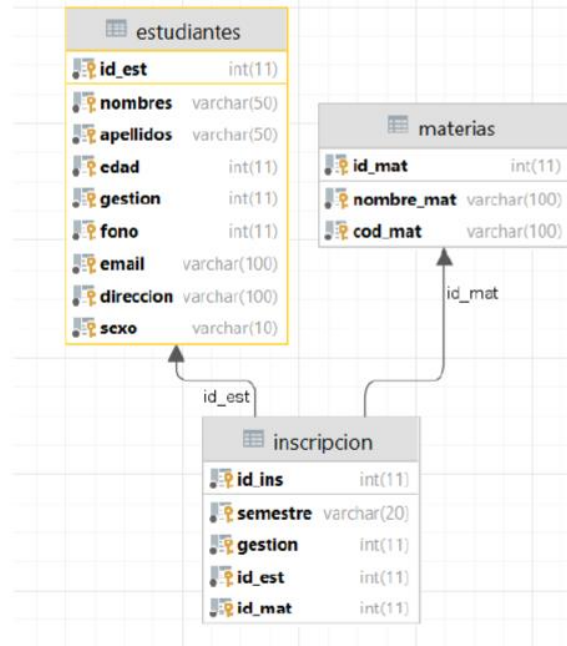 estudiantes
id_est int(11)
nombres varchar(50)
apellidos varchar(50)
edad int(11)
gestion int(11)
fono int(11)
email varchar(100)
direccion varchar(100)
sexo varchar(10)
materias
id_mat int(11)
nombre_mat varchar(100)
cod_mat varchar(100)
id_mat
id_est
inscripcion
id_ins int(11)
semestre varchar(20)
gestion int(11)
id_est int(11)
id_mat int(11)